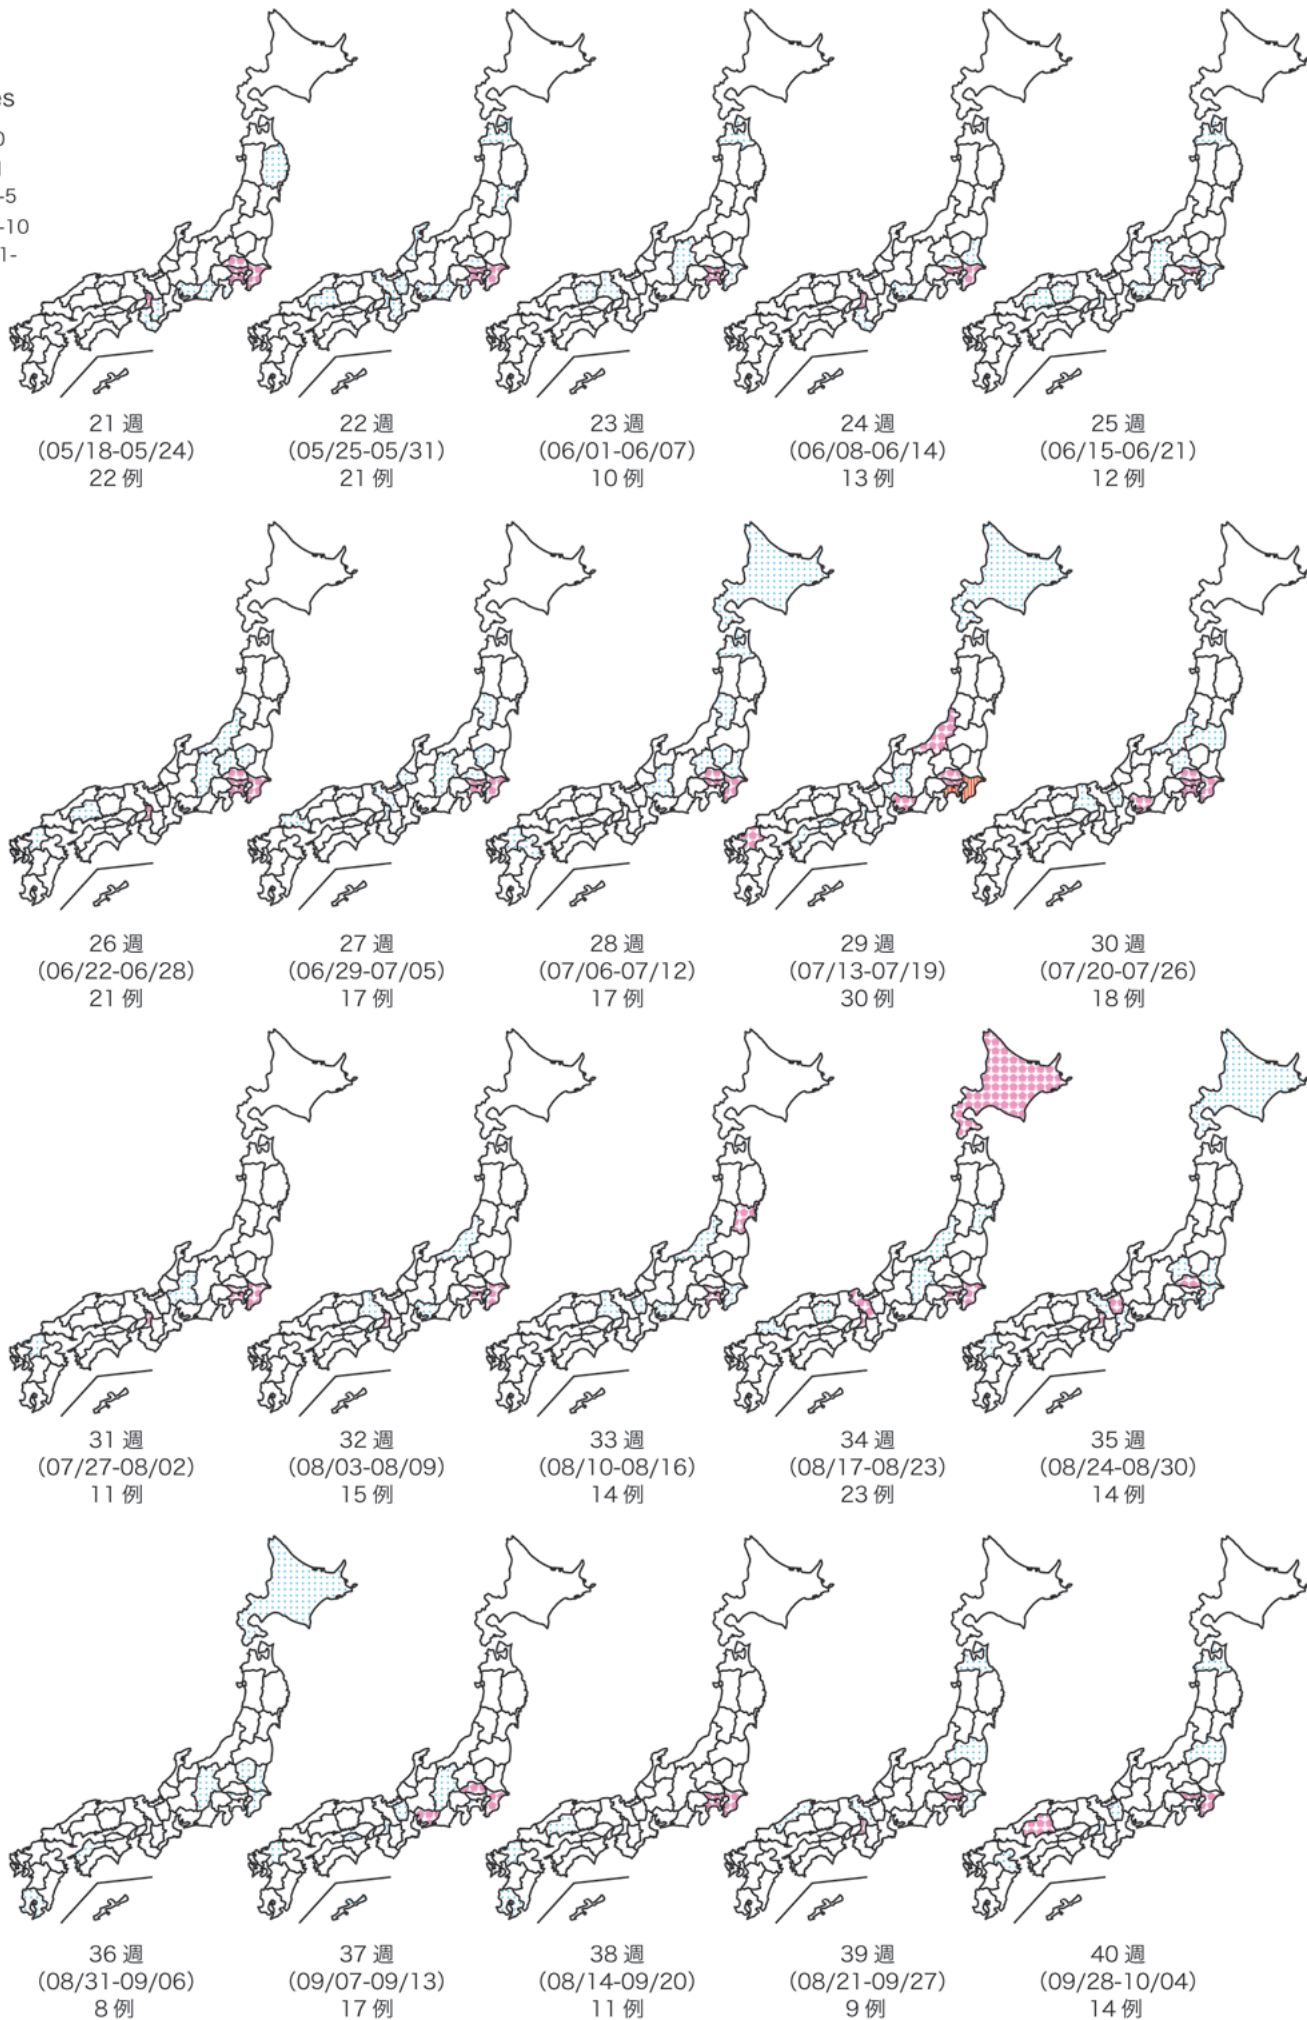 es
0
1
-5
-10
1-
21 週
(05/18-05/24)
22 例
22 週
(05/25-05/31)
21 例
23 週
(06/01-06/07)
10 例
24 週
(06/08-06/14)
13 例
25 週
(06/15-06/21)
12 例
26 週
(06/22-06/28)
21 例
27 週
(06/29-07/05)
17 例
28 週
(07/06-07/12)
17 例
29 週
(07/13-07/19)
30 例
30 週
(07/20-07/26)
18 例
31 週
(07/27-08/02)
11 例
32 週
(08/03-08/09)
15 例
33 週
(08/10-08/16)
14 例
34 週
(08/17-08/23)
23 例
35 週
(08/24-08/30)
14 例
36 週
(08/31-09/06)
8 例
37 週
(09/07-09/13)
17 例
38 週
(08/14-09/20)
11 例
39 週
(08/21-09/27)
9 例
40 週
(09/28-10/04)
14 例